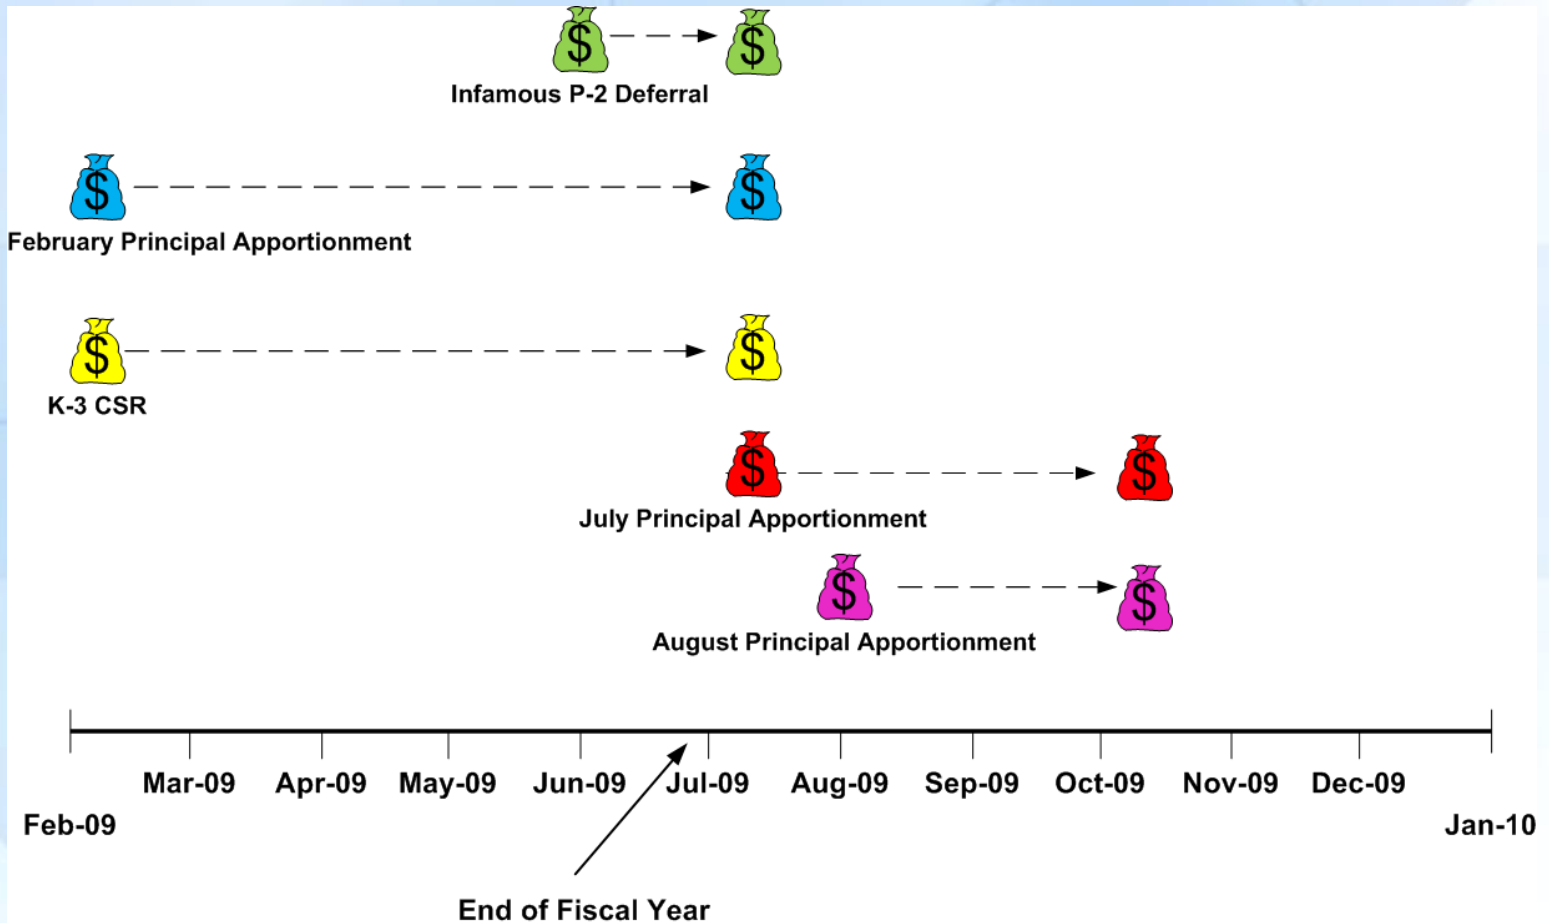 $ $
Infamous P-2 Deferral
$ $
February Principal Apportionment
$ $
K-3 CSR
$ $
July Principal Apportionment
$ $
August Principal Apportionment
Mar-09 Apr-09 May-09 Jun-09 Jul-09 Aug-09 Sep-09 Oct-09 Nov-09 Dec-09
Feb-09 Jan-10
End of Fiscal Year